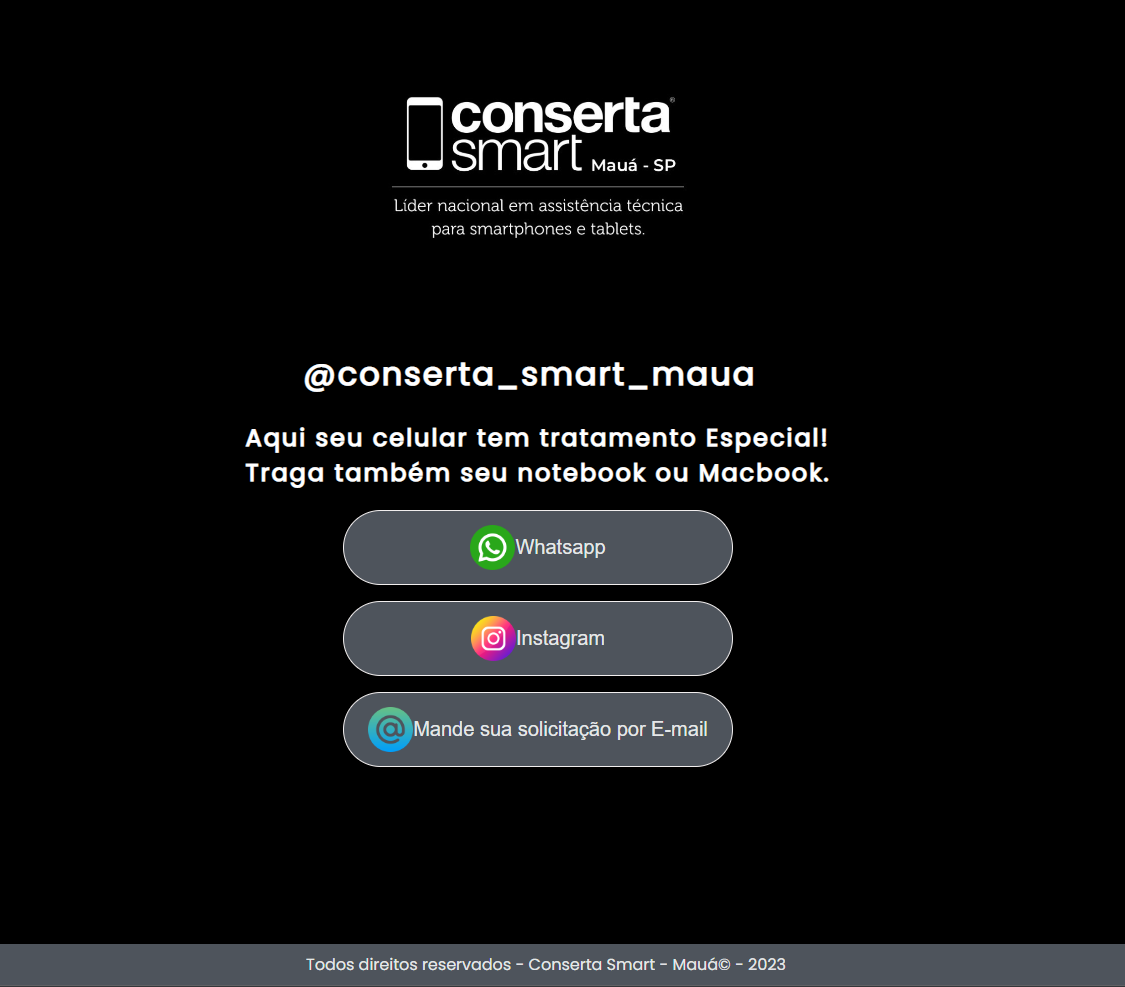 conserta®
smart Mauá - SP
Líder nacional em assistência técnica
para smartphones e tablets.
@conserta_smart_maua
Aqui seu celular tem tratamento Especial!
Traga também seu notebook ou Macbook.
Whatsapp
Instagram
Mande sua solicitação por E-mail
Todos direitos reservados - Conserta Smart - Mauá© - 2023